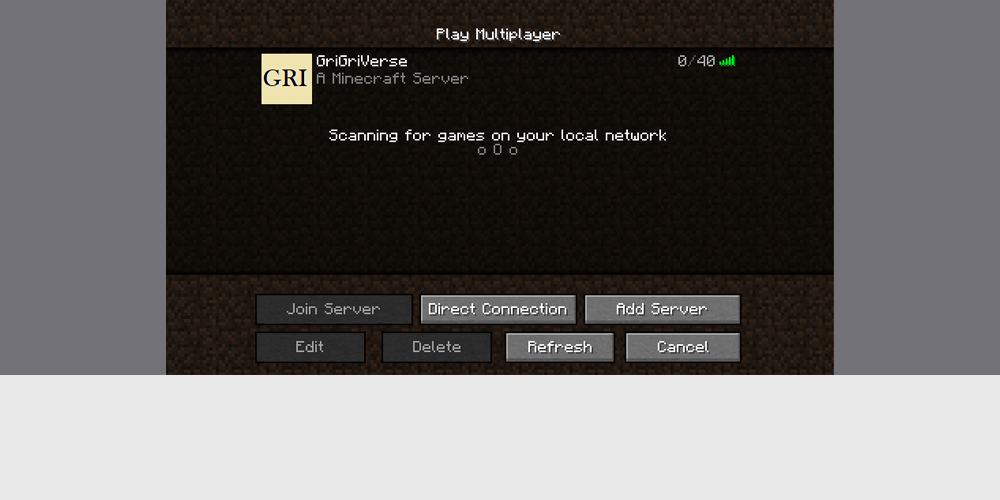 Play Multiplayer
GRI
GriGriVerse
0/40
A Minecraft Server
Scanning for games on your local network
o O o
Join Server
Direct Connection
Add Server
Edit
Delete
Refresh
Cancel